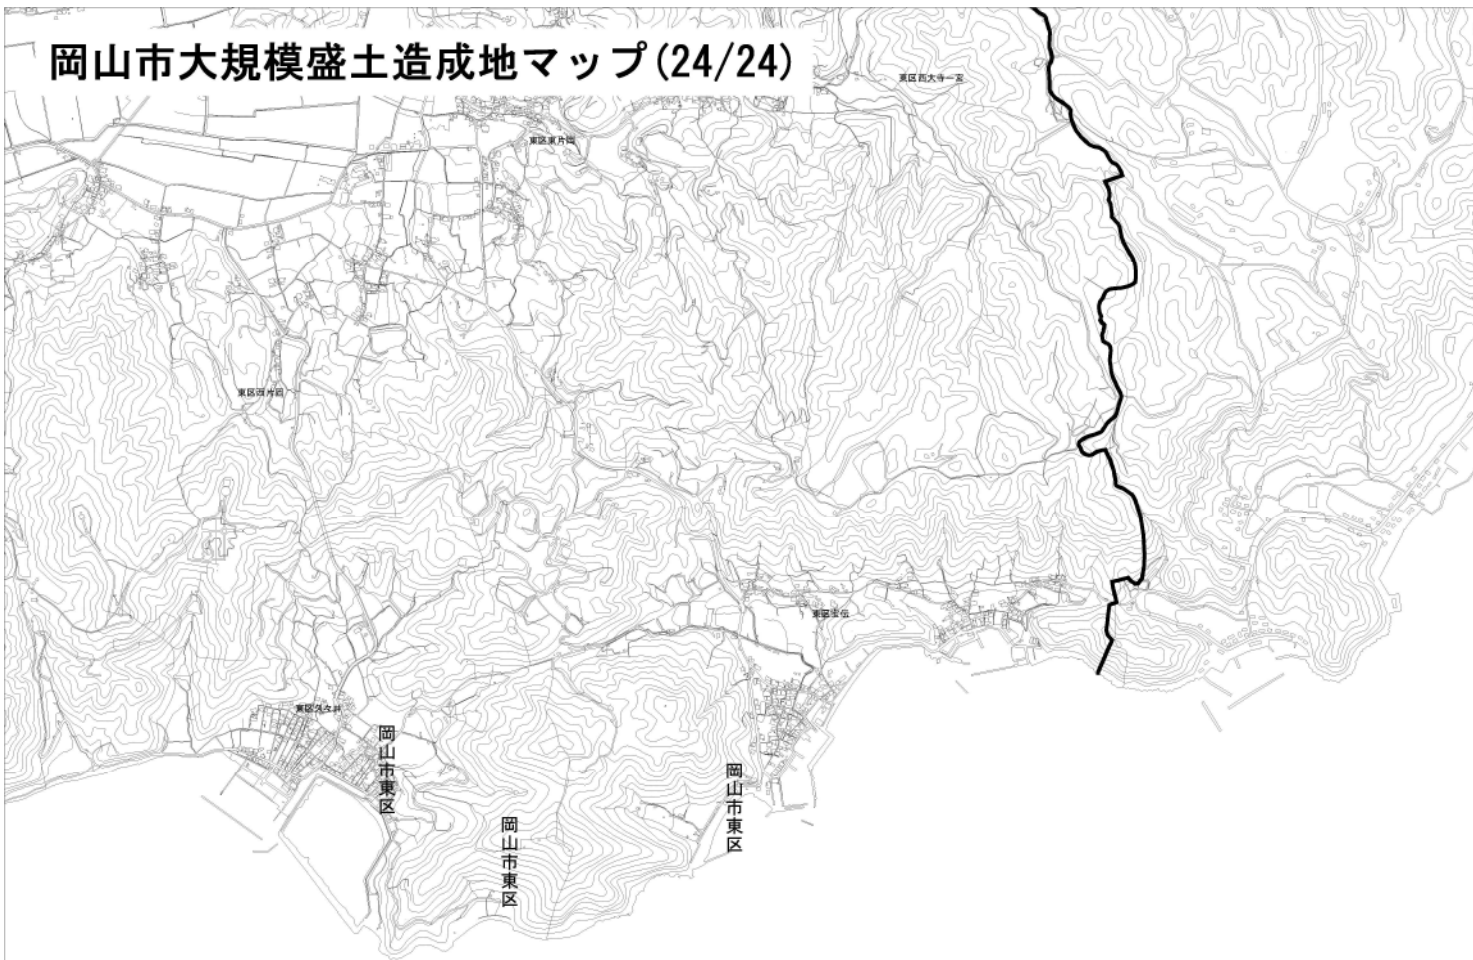 岡山市大規模盛土造成地マップ(24/24)
東区西大寺一宮
東区東片岡
東区西片岡
東区宝伝
東区久々井
岡山市東区
岡山市東区
岡山市東区